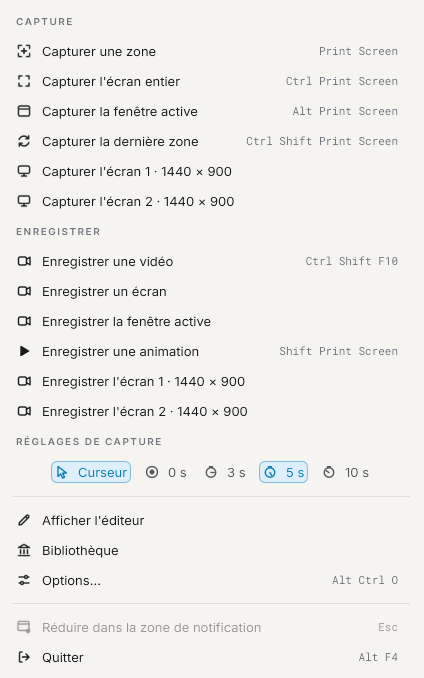 CAPTURE
Capturer une zone Print Screen
Capturer l'écran entier Ctrl Print Screen
Capturer la fenêtre active Alt Print Screen
Capturer la dernière zone Ctrl Shift Print Screen
Capturer l'écran 1 · 1440 × 900
Capturer l'écran 2 · 1440 × 900
ENREGISTRER
Enregistrer une vidéo Ctrl Shift F10
Enregistrer un écran
Enregistrer la fenêtre active
Enregistrer une animation Shift Print Screen
Enregistrer l'écran 1 · 1440 × 900
Enregistrer l'écran 2 · 1440 × 900
RÉGLAGES DE CAPTURE
Curseur 0 s 3 s 5 s 10 s
Afficher l'éditeur
Bibliothèque
Options... Alt Ctrl O
Réduire dans la zone de notification Esc
Quitter Alt F4